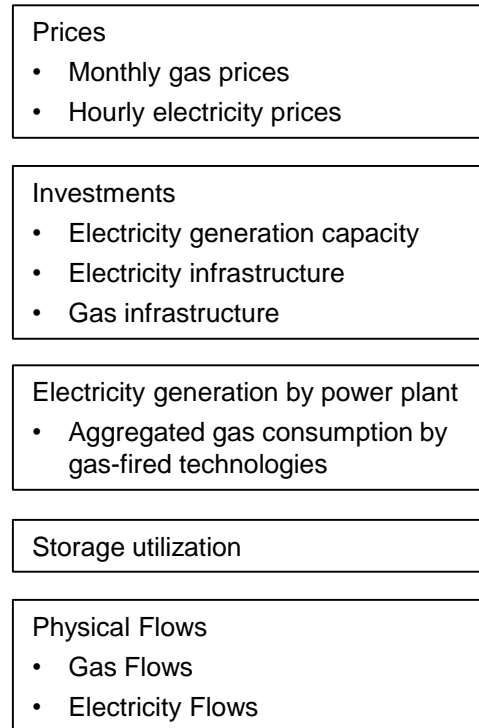 Prices
• Monthly gas prices
• Hourly electricity prices
Investments
• Electricity generation capacity
• Electricity infrastructure
• Gas infrastructure
Electricity generation by power plant
• Aggregated gas consumption by
gas-fired technologies
Storage utilization
Physical Flows
• Gas Flows
• Electricity Flows